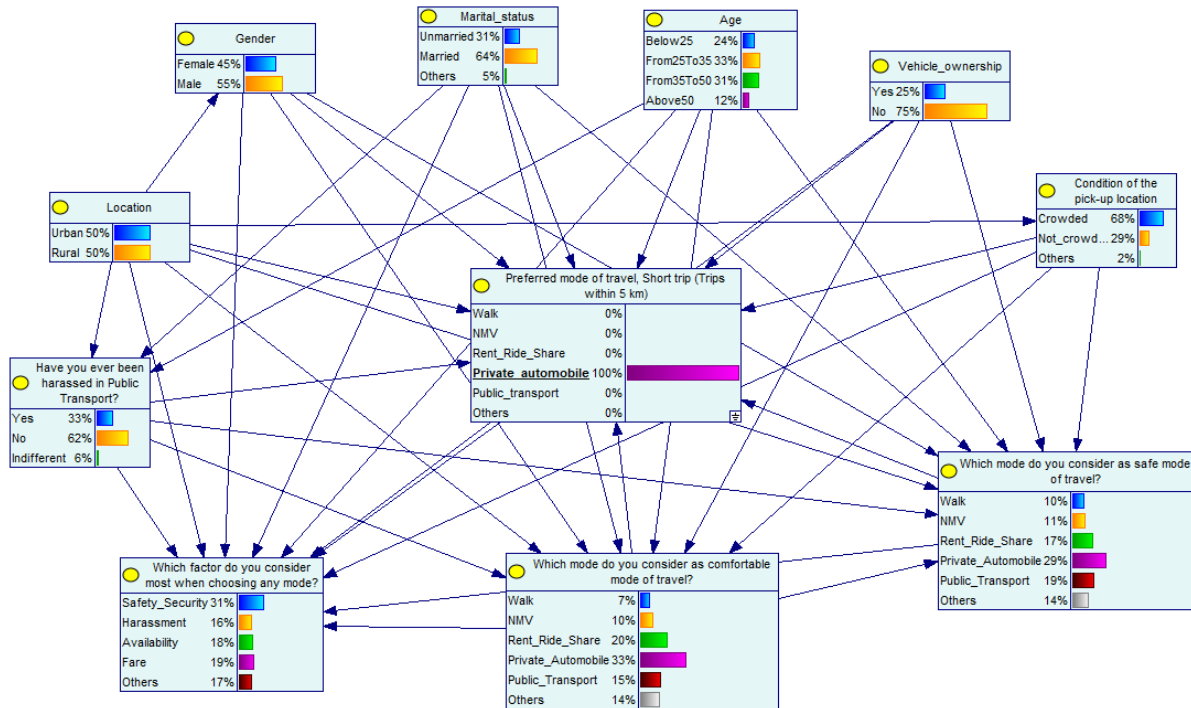 Gender
Female 45%
Male 55%
Marital_status
Unmarried 31%
Married 64%
Others 5%
Age
Below25 24%
From25To35 33%
From35To50 31%
Above50 12%
Vehicle_ownership
Yes 25%
No 75%
Location
Urban 50%
Rural 50%
Condition of the
pick-up location
Crowded 68%
Not_crowd... 29%
Others 2%
Preferred mode of travel, Short trip (Trips
within 5 km)
Walk 0%
NMV 0%
Rent_Ride_Share 0%
Private_automobile 100%
Public_transport 0%
Others 0%
Have you ever been
harassed in Public
Transport?
Yes 33%
No 62%
Indifferent 6%
Which mode do you consider as safe mode
of travel?
Walk 10%
NMV 11%
Rent_Ride_Share 17%
Private_Automobile 29%
Public_Transport 19%
Others 14%
Which factor do you consider
most when choosing any mode?
Safety_Security 31%
Harassment 16%
Availability 18%
Fare 19%
Others 17%
Which mode do you consider as comfortable
mode of travel?
Walk 7%
NMV 10%
Rent_Ride_Share 20%
Private_Automobile 33%
Public_Transport 15%
Others 14%